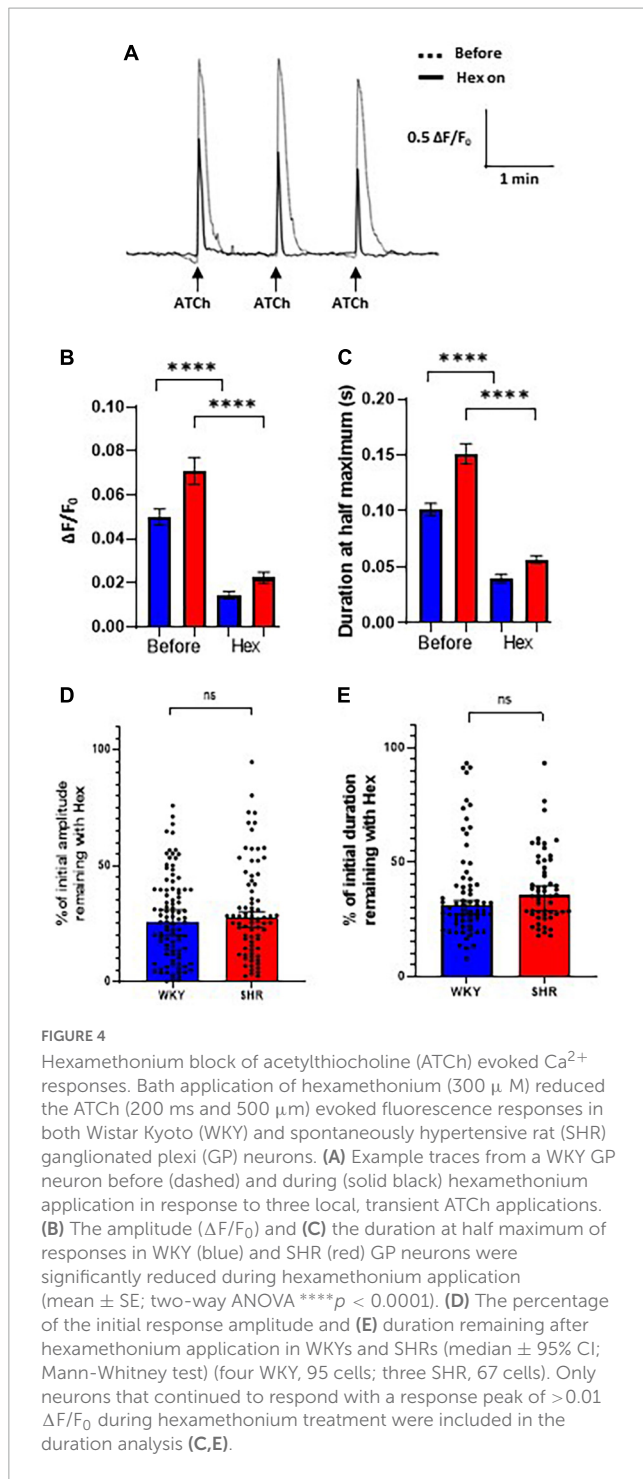 A
Before
Hex on
0.5 ΔF/F0
1 min
ATCh ATCh ATCh
B
****
****
0.10
0.08
0.06
0.04
0.02
0.00
ΔF/F0
Before Hex
C
****
****
0.20
0.15
0.10
0.05
0.00
Duration at half maximum (s)
Before Hex
D
ns
100
50
0
% of initial amplitude
remaining with Hex
WKY SHR
E
ns
100
50
0
% of initial duration
remaining with Hex
WKY SHR
FIGURE 4
Hexamethonium block of acetylthiocholine (ATCh) evoked Ca2+
responses. Bath application of hexamethonium (300 μ M) reduced
the ATCh (200 ms and 500 μm) evoked fluorescence responses in
both Wistar Kyoto (WKY) and spontaneously hypertensive rat (SHR)
ganglionated plexi (GP) neurons. (A) Example traces from a WKY GP
neuron before (dashed) and during (solid black) hexamethonium
application in response to three local, transient ATCh applications.
(B) The amplitude (ΔF/F0) and (C) the duration at half maximum of
responses in WKY (blue) and SHR (red) GP neurons were
significantly reduced during hexamethonium application
(mean ± SE; two-way ANOVA ****p < 0.0001). (D) The percentage
of the initial response amplitude and (E) duration remaining after
hexamethonium application in WKYs and SHRs (median ± 95% CI;
Mann-Whitney test) (four WKY, 95 cells; three SHR, 67 cells). Only
neurons that continued to respond with a response peak of >0.01
ΔF/F0 during hexamethonium treatment were included in the
duration analysis (C,E).